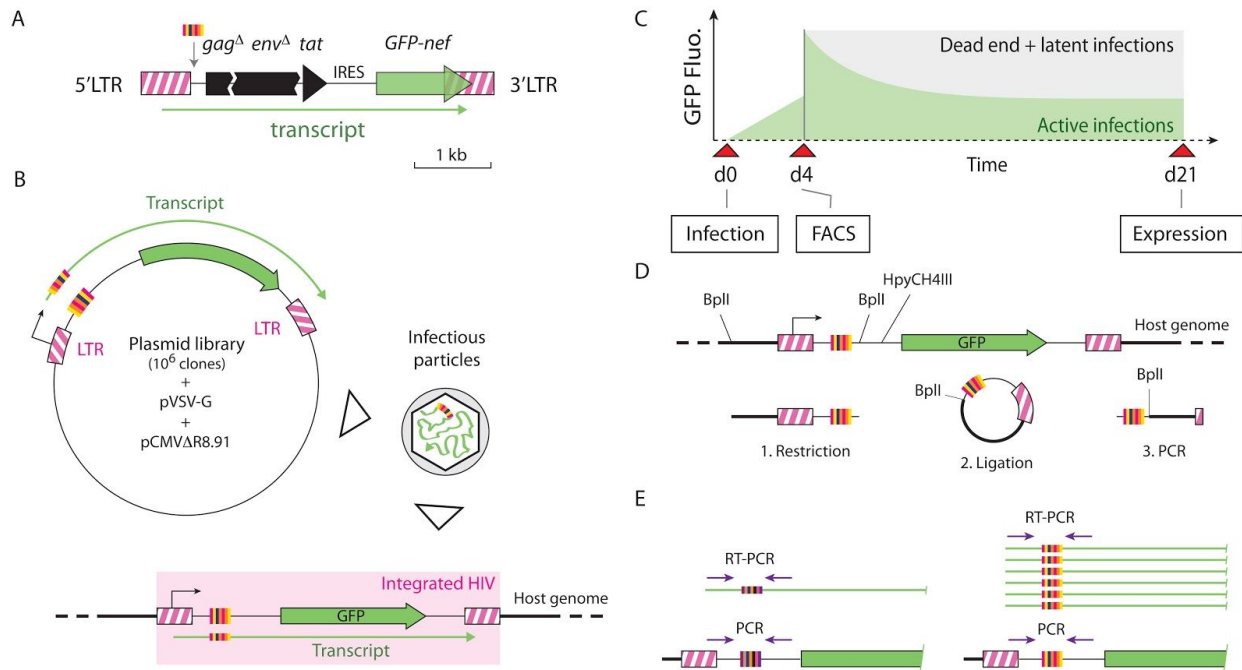 A
gagΔ envΔ tat
GFP-nef
5'LTR
IRES
3'LTR
transcript
1 kb
B
Transcript
LTR
LTR
Plasmid library
(10⁶ clones)
+
pVSV-G
+
pCMVΔR8.91
Infectious
particles
Integrated HIV
GFP
Host genome
Transcript
C
GFP Fluo.
Dead end + latent infections
Active infections
Time
d0
d4
d21
Infection
FACS
Expression
D
HpyCH4III
BplI
BplI
Host genome
GFP
BplI
BplI
1. Restriction
2. Ligation
3. PCR
E
RT-PCR
RT-PCR
PCR
PCR